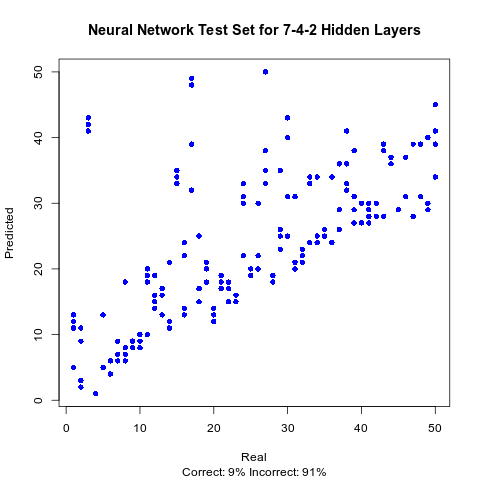 Neural Network Test Set for 7-4-2 Hidden Layers
Predicted
50
40
30
20
10
0
0 10 20 30 40 50
Real
Correct: 9% Incorrect: 91%